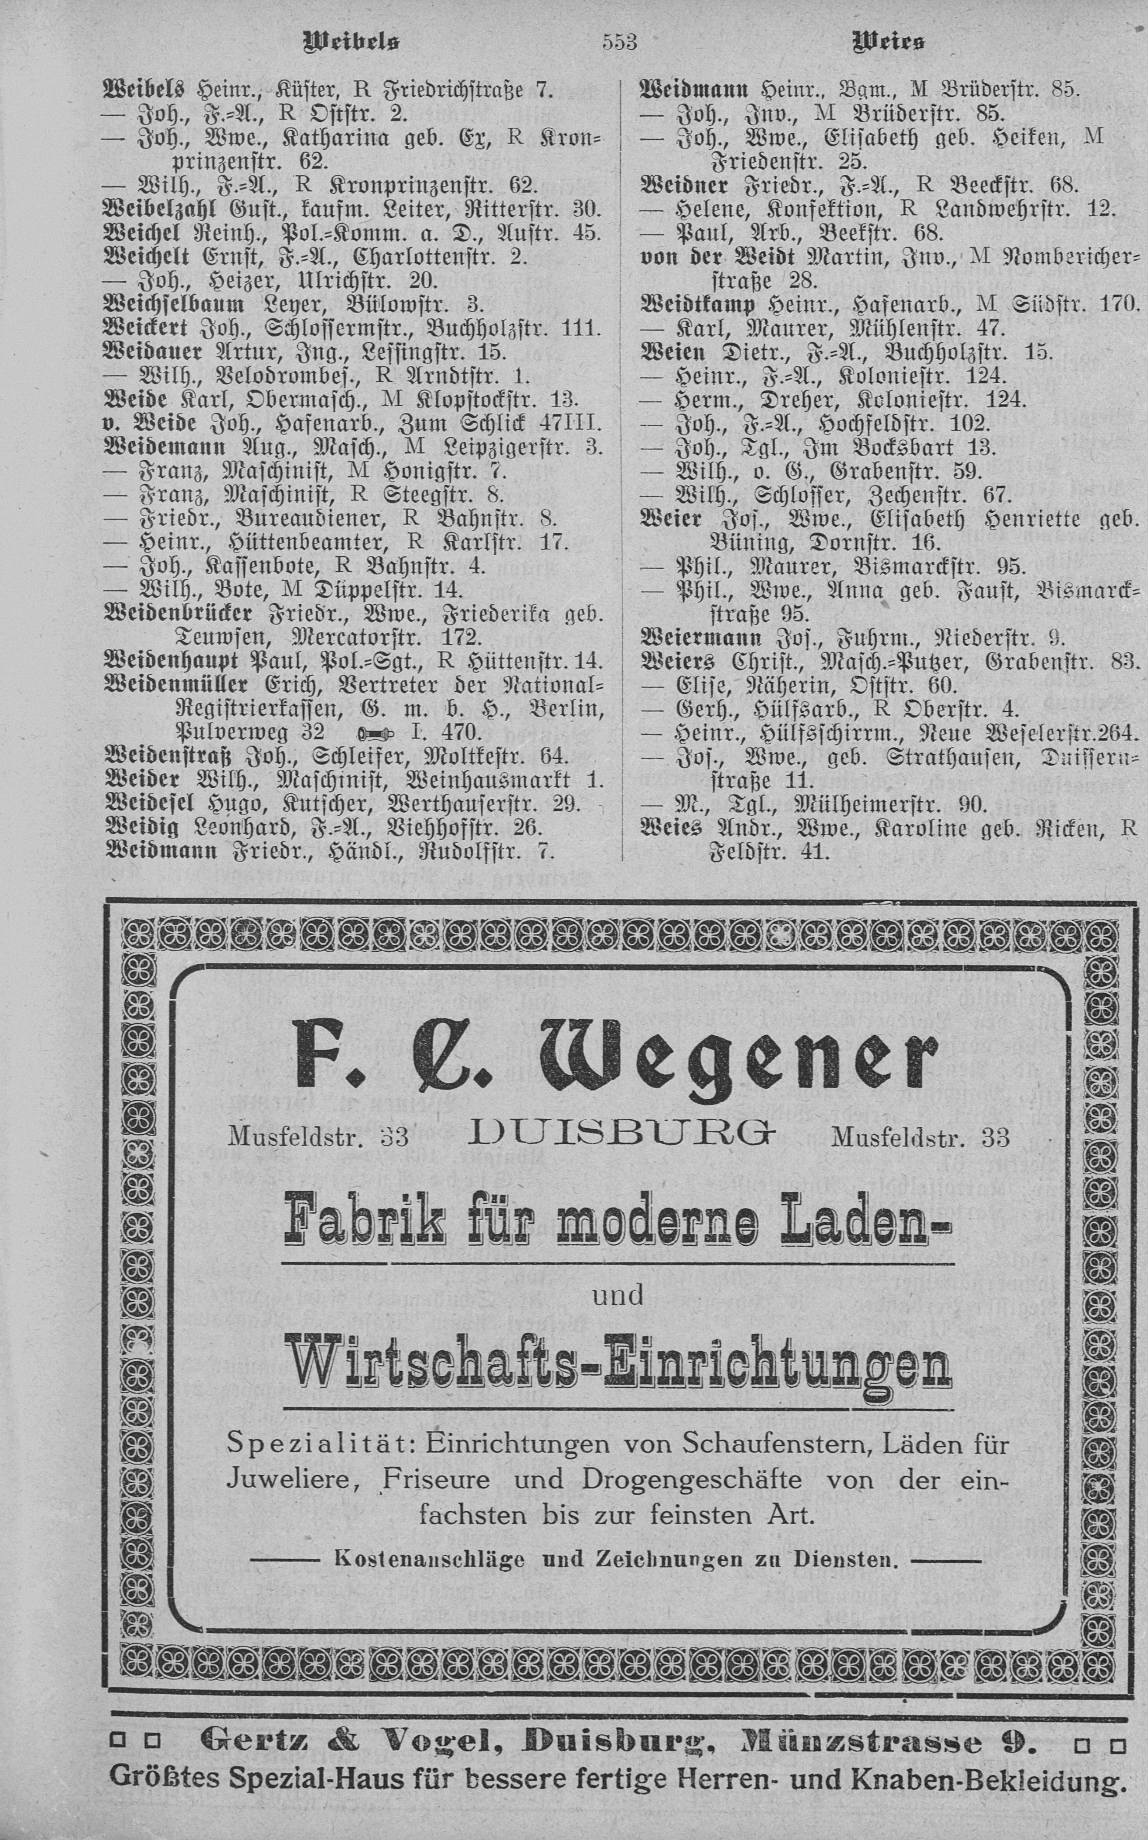 Weibels 553 Weies
Weibels Heinr., Küster, R Friedrichstraße 7.
— Joh., F.-A., R Oststr. 2.
— Joh., Wwe., Katharina geb. Ex, R Kron-
prinzenstr. 62.
— Wilh., F.-A., R Kronprinzenstr. 62.
Weibelzahl Gust., kaufm. Leiter, Ritterstr. 30.
Weichel Reinh., Pol.-Komm. a. D., Austr. 45.
Weichelt Ernst, F.-A., Charlottenstr. 2.
— Joh., Heizer, Ulrichstr. 20.
Weichselbaum Leyer, Bülowstr. 3.
Weickert Joh., Schlossermstr., Buchholzstr. 111.
Weidauer Artur, Ing., Lessingstr. 15.
— Wilh., Velodrombes., R Arndtstr. 1.
Weide Karl, Obermasch., M Klopstockstr. 13.
v. Weide Joh., Hafenarb., Zum Schlick 47III.
Weidemann Aug., Masch., M Leipzigerstr. 3.
— Franz, Maschinist, M Honigstr. 7.
— Franz, Maschinist, R Steegstr. 8.
— Friedr., Bureaudiener, R Bahnstr. 8.
— Heinr., Hüttenbeamter, R Karlstr. 17.
— Joh., Kassenbote, R Bahnstr. 4.
— Wilh., Bote, M Düppelstr. 14.
Weidenbrücker Friedr., Wwe., Friederika geb.
Teuwsen, Mercatorstr. 172.
Weidenhaupt Paul, Pol.-Sgt., R Hüttenstr. 14.
Weidenmüller Erich, Vertreter der National-
Registrierkassen, G. m. b. H., Berlin,
Pulverweg 32 I. 470.
Weidenstraß Joh., Schleifer, Moltkestr. 64.
Weider Wilh., Maschinist, Weinhausmarkt 1.
Weidesel Hugo, Kutscher, Werthauserstr. 29.
Weidig Leonhard, F.-A., Viehhofstr. 26.
Weidmann Friedr., Händl., Rudolfstr. 7.
Weidmann Heinr., Bgm., M Brüderstr. 85.
— Joh., Inv., M Brüderstr. 85.
— Joh., Wwe., Elisabeth geb. Heiken, M
Friedenstr. 25.
Weidner Friedr., F.-A., R Beeckstr. 68.
— Helene, Konfektion, R Landwehrstr. 12.
— Paul, Arb., Beekstr. 68.
von der Weidt Martin, Inv., M Nombericher-
straße 28.
Weidtkamp Heinr., Hafenarb., M Südstr. 170.
— Karl, Maurer, Mühlenstr. 47.
Weien Dietr., F.-A., Buchholzstr. 15.
— Heinr., F.-A., Koloniestr. 124.
— Herm., Dreher, Koloniestr. 124.
— Joh., F.-A., Hochfeldstr. 102.
— Joh., Tgl., Im Bocksbart 13.
— Wilh., o. G., Grabenstr. 59.
— Wilh., Schlosser, Zechenstr. 67.
Weier Jos., Wwe., Elisabeth Henriette geb.
Büning, Dornstr. 16.
— Phil., Maurer, Bismarckstr. 95.
— Phil., Wwe., Anna geb. Faust, Bismarck-
straße 95.
Weiermann Jos., Fuhrm., Niederstr. 9.
Weiers Christ., Masch.-Putzer, Grabenstr. 83.
— Elise, Näherin, Oststr. 60.
— Gerh., Hülfsarb., R Oberstr. 4.
— Heinr., Hülfsschirrm., Neue Weselerstr.264.
— Jos., Wwe., geb. Strathausen, Duissern-
straße 11.
— M., Tgl., Mülheimerstr. 90.
Weies Andr., Wwe., Karoline geb. Ricken, R
Feldstr. 41.
F. C. Wegener
Musfeldstr. 33 DUISBURG Musfeldstr. 33
Fabrik für moderne Laden-
und
Wirtschafts-Einrichtungen
Spezialität: Einrichtungen von Schaufenstern, Läden für
Juweliere, Friseure und Drogengeschäfte von der ein-
fachsten bis zur feinsten Art.
Kostenanschläge und Zeichnungen zu Diensten.
Gertz & Vogel, Duisburg, Münzstrasse 9.
Größtes Spezial-Haus für bessere fertige Herren- und Knaben-Bekleidung.